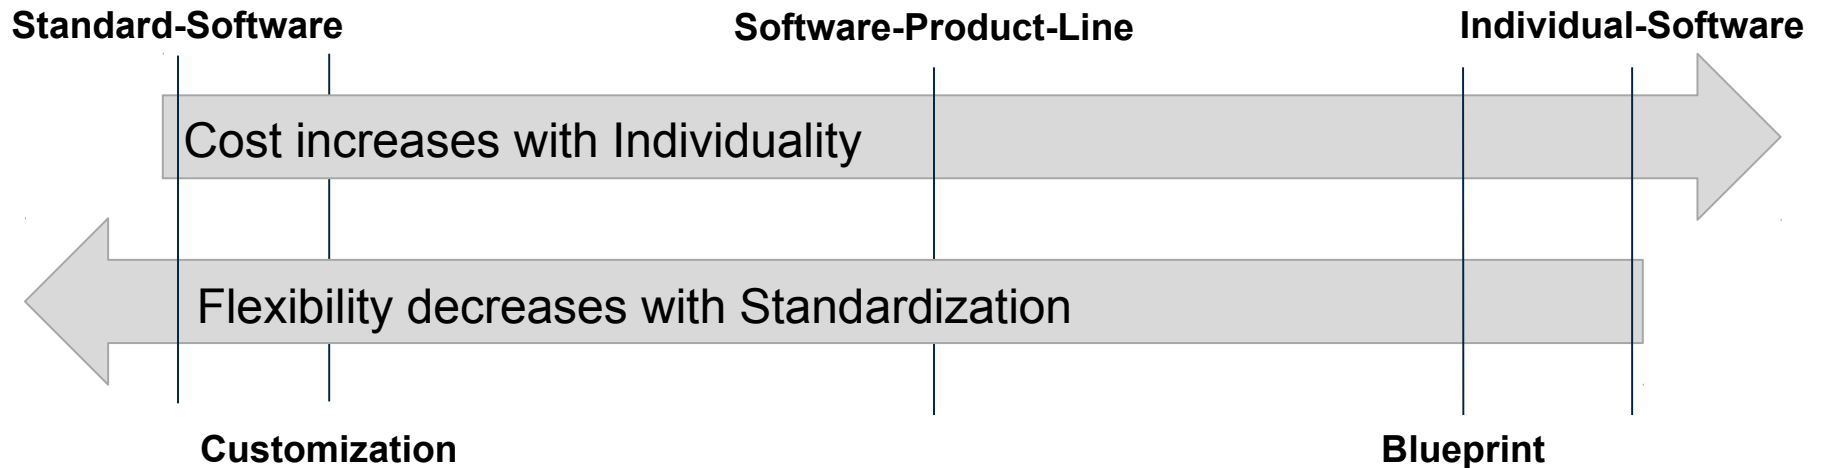 Standard-Software
Software-Product-Line
Individual-Software
Cost increases with Individuality
Flexibility decreases with Standardization
Customization
Blueprint